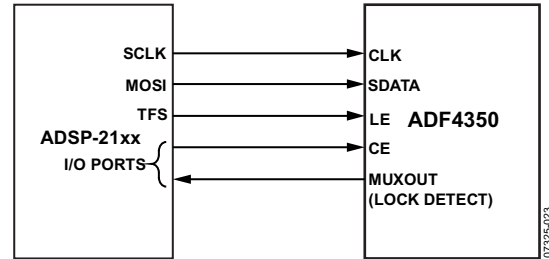 SCLK CLK
MOSI SDATA
TFS LE ADF4350
ADSP-21xx CE
I/O PORTS MUXOUT
(LOCK DETECT)
07325-023